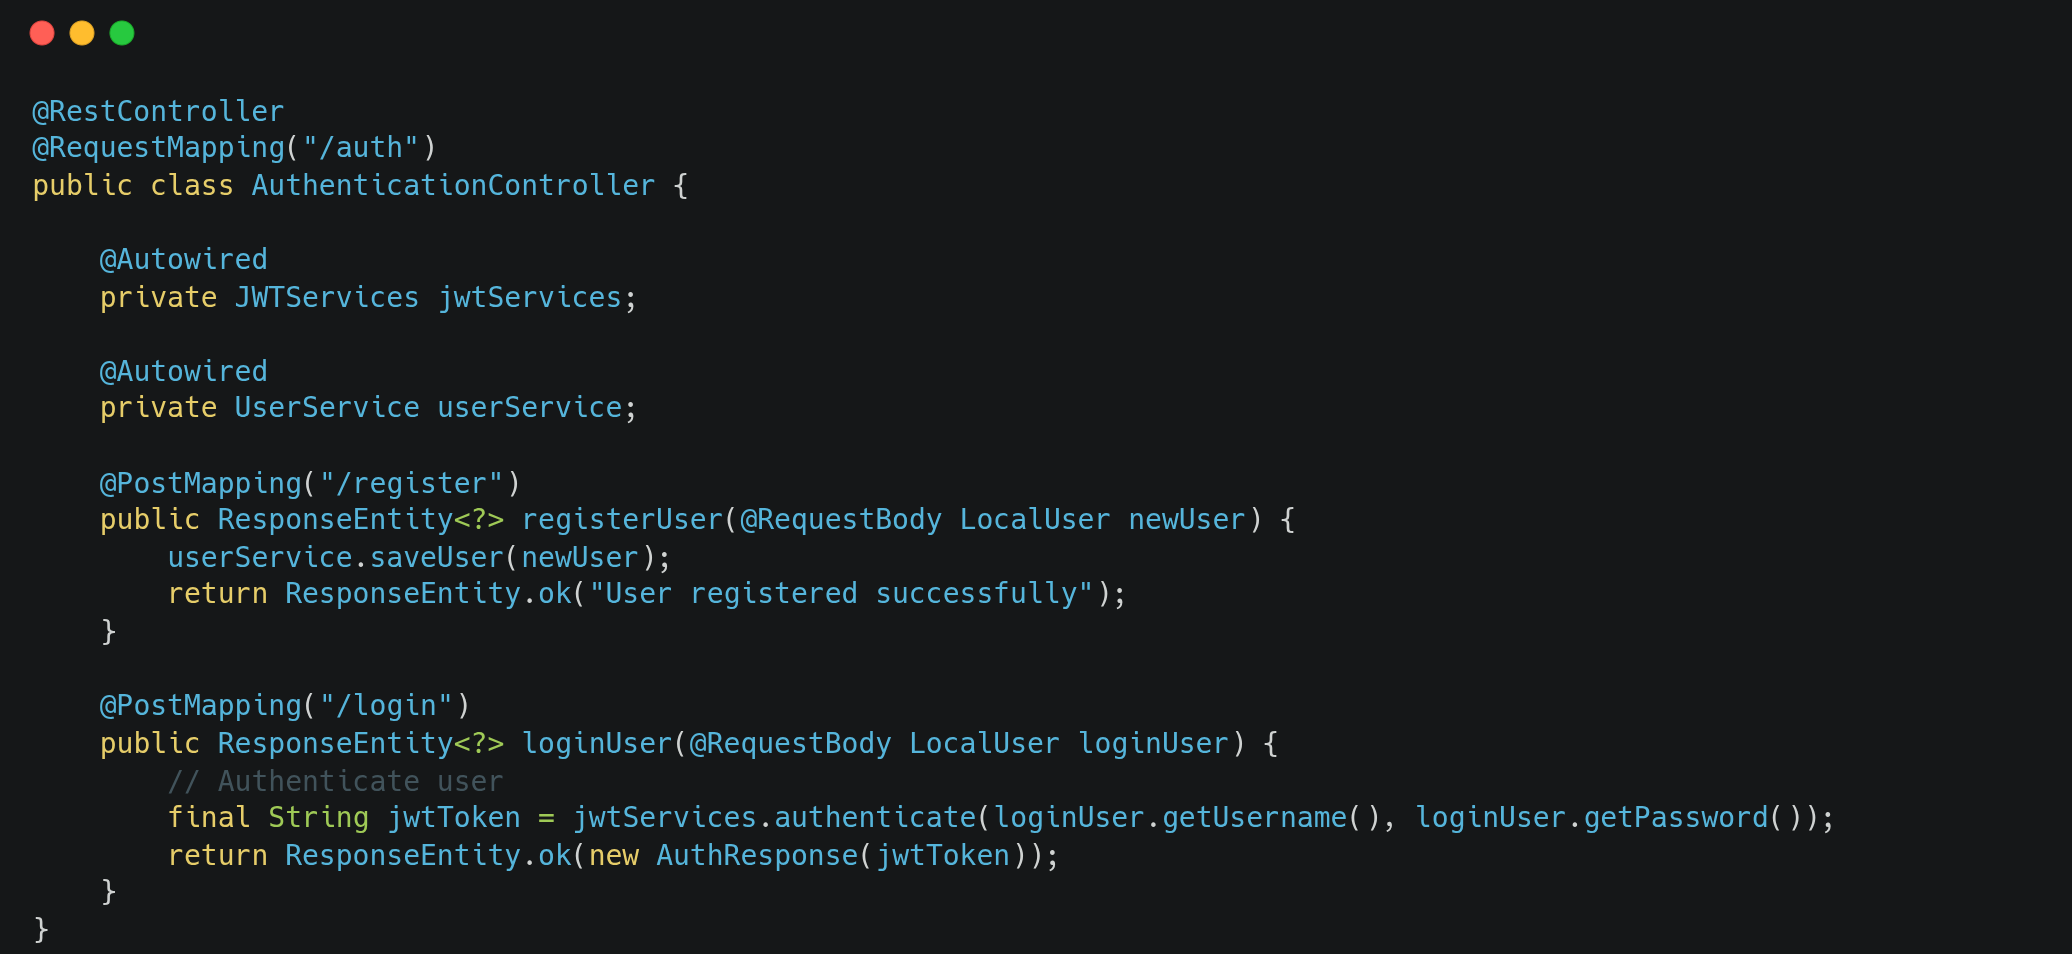 @RestController
@RequestMapping("/auth")
public class AuthenticationController {

    @Autowired
    private JWTServices jwtServices;

    @Autowired
    private UserService userService;

    @PostMapping("/register")
    public ResponseEntity<?> registerUser(@RequestBody LocalUser newUser) {
        userService.saveUser(newUser);
        return ResponseEntity.ok("User registered successfully");
    }

    @PostMapping("/login")
    public ResponseEntity<?> loginUser(@RequestBody LocalUser loginUser) {
        // Authenticate user
        final String jwtToken = jwtServices.authenticate(loginUser.getUsername(), loginUser.getPassword());
        return ResponseEntity.ok(new AuthResponse(jwtToken));
    }
}